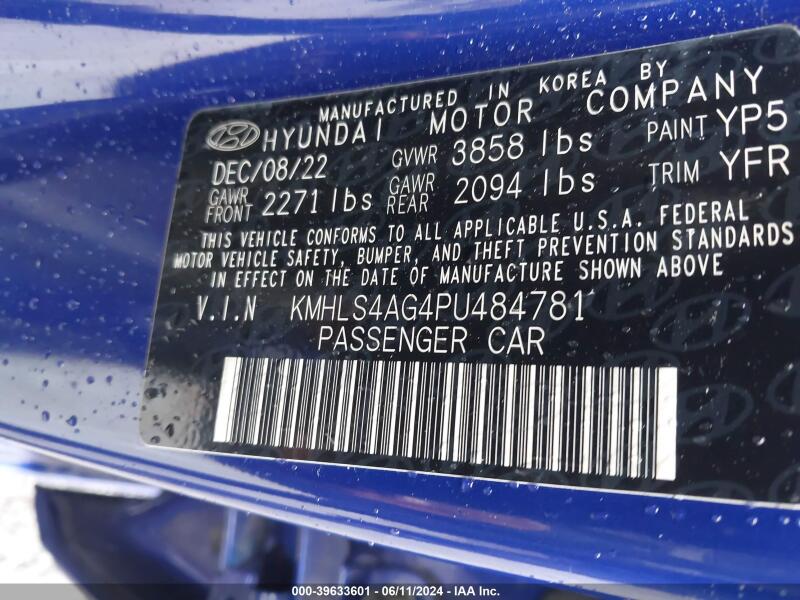 MANUFACTURED IN KOREA BY
HYUNDAI MOTOR COMPANY
DEC/08/22 GVWR 3858 lbs PAINT YP5
GAWR FRONT 2271 lbs GAWR REAR 2094 lbs TRIM YFR
THIS VEHICLE CONFORMS TO ALL APPLICABLE U.S.A. FEDERAL
MOTOR VEHICLE SAFETY, BUMPER, AND THEFT PREVENTION STANDARDS
IN EFFECT ON THE DATE OF MANUFACTURE SHOWN ABOVE
V.I.N KMHLS4AG4PU484781
PASSENGER CAR
000-39633601 - 06/11/2024 - IAA Inc.